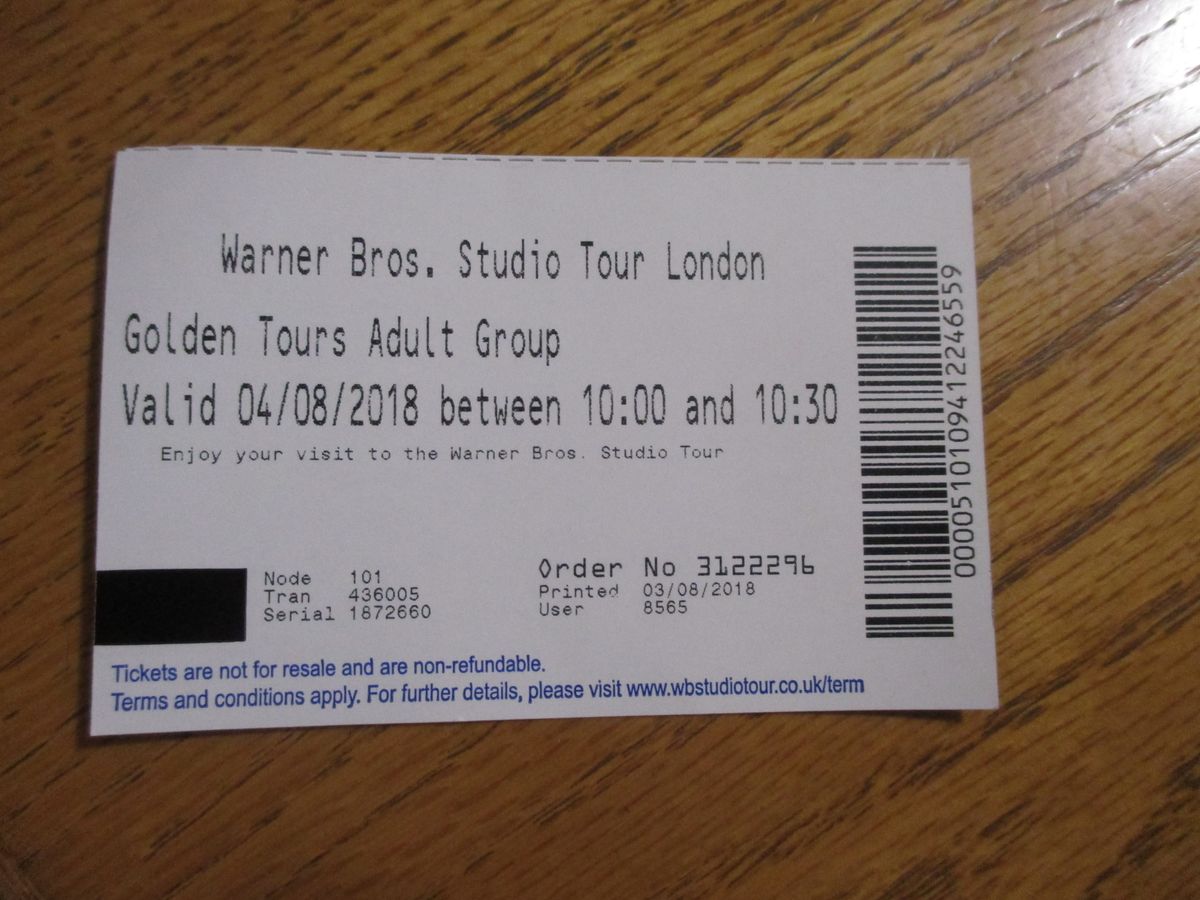 Warner Bros. Studio Tour London
Golden Tours Adult Group
Valid 04/08/2018 between 10:00 and 10:30
Enjoy your visit to the Warner Bros. Studio Tour
Node 101
Tran 436005
Serial 1872660
Order No 3122296
Printed 03/08/2018
User 8565
Tickets are not for resale and are non-refundable.
Terms and conditions apply. For further details, please visit www.wbstudiotour.co.uk/term
00005101094122246559